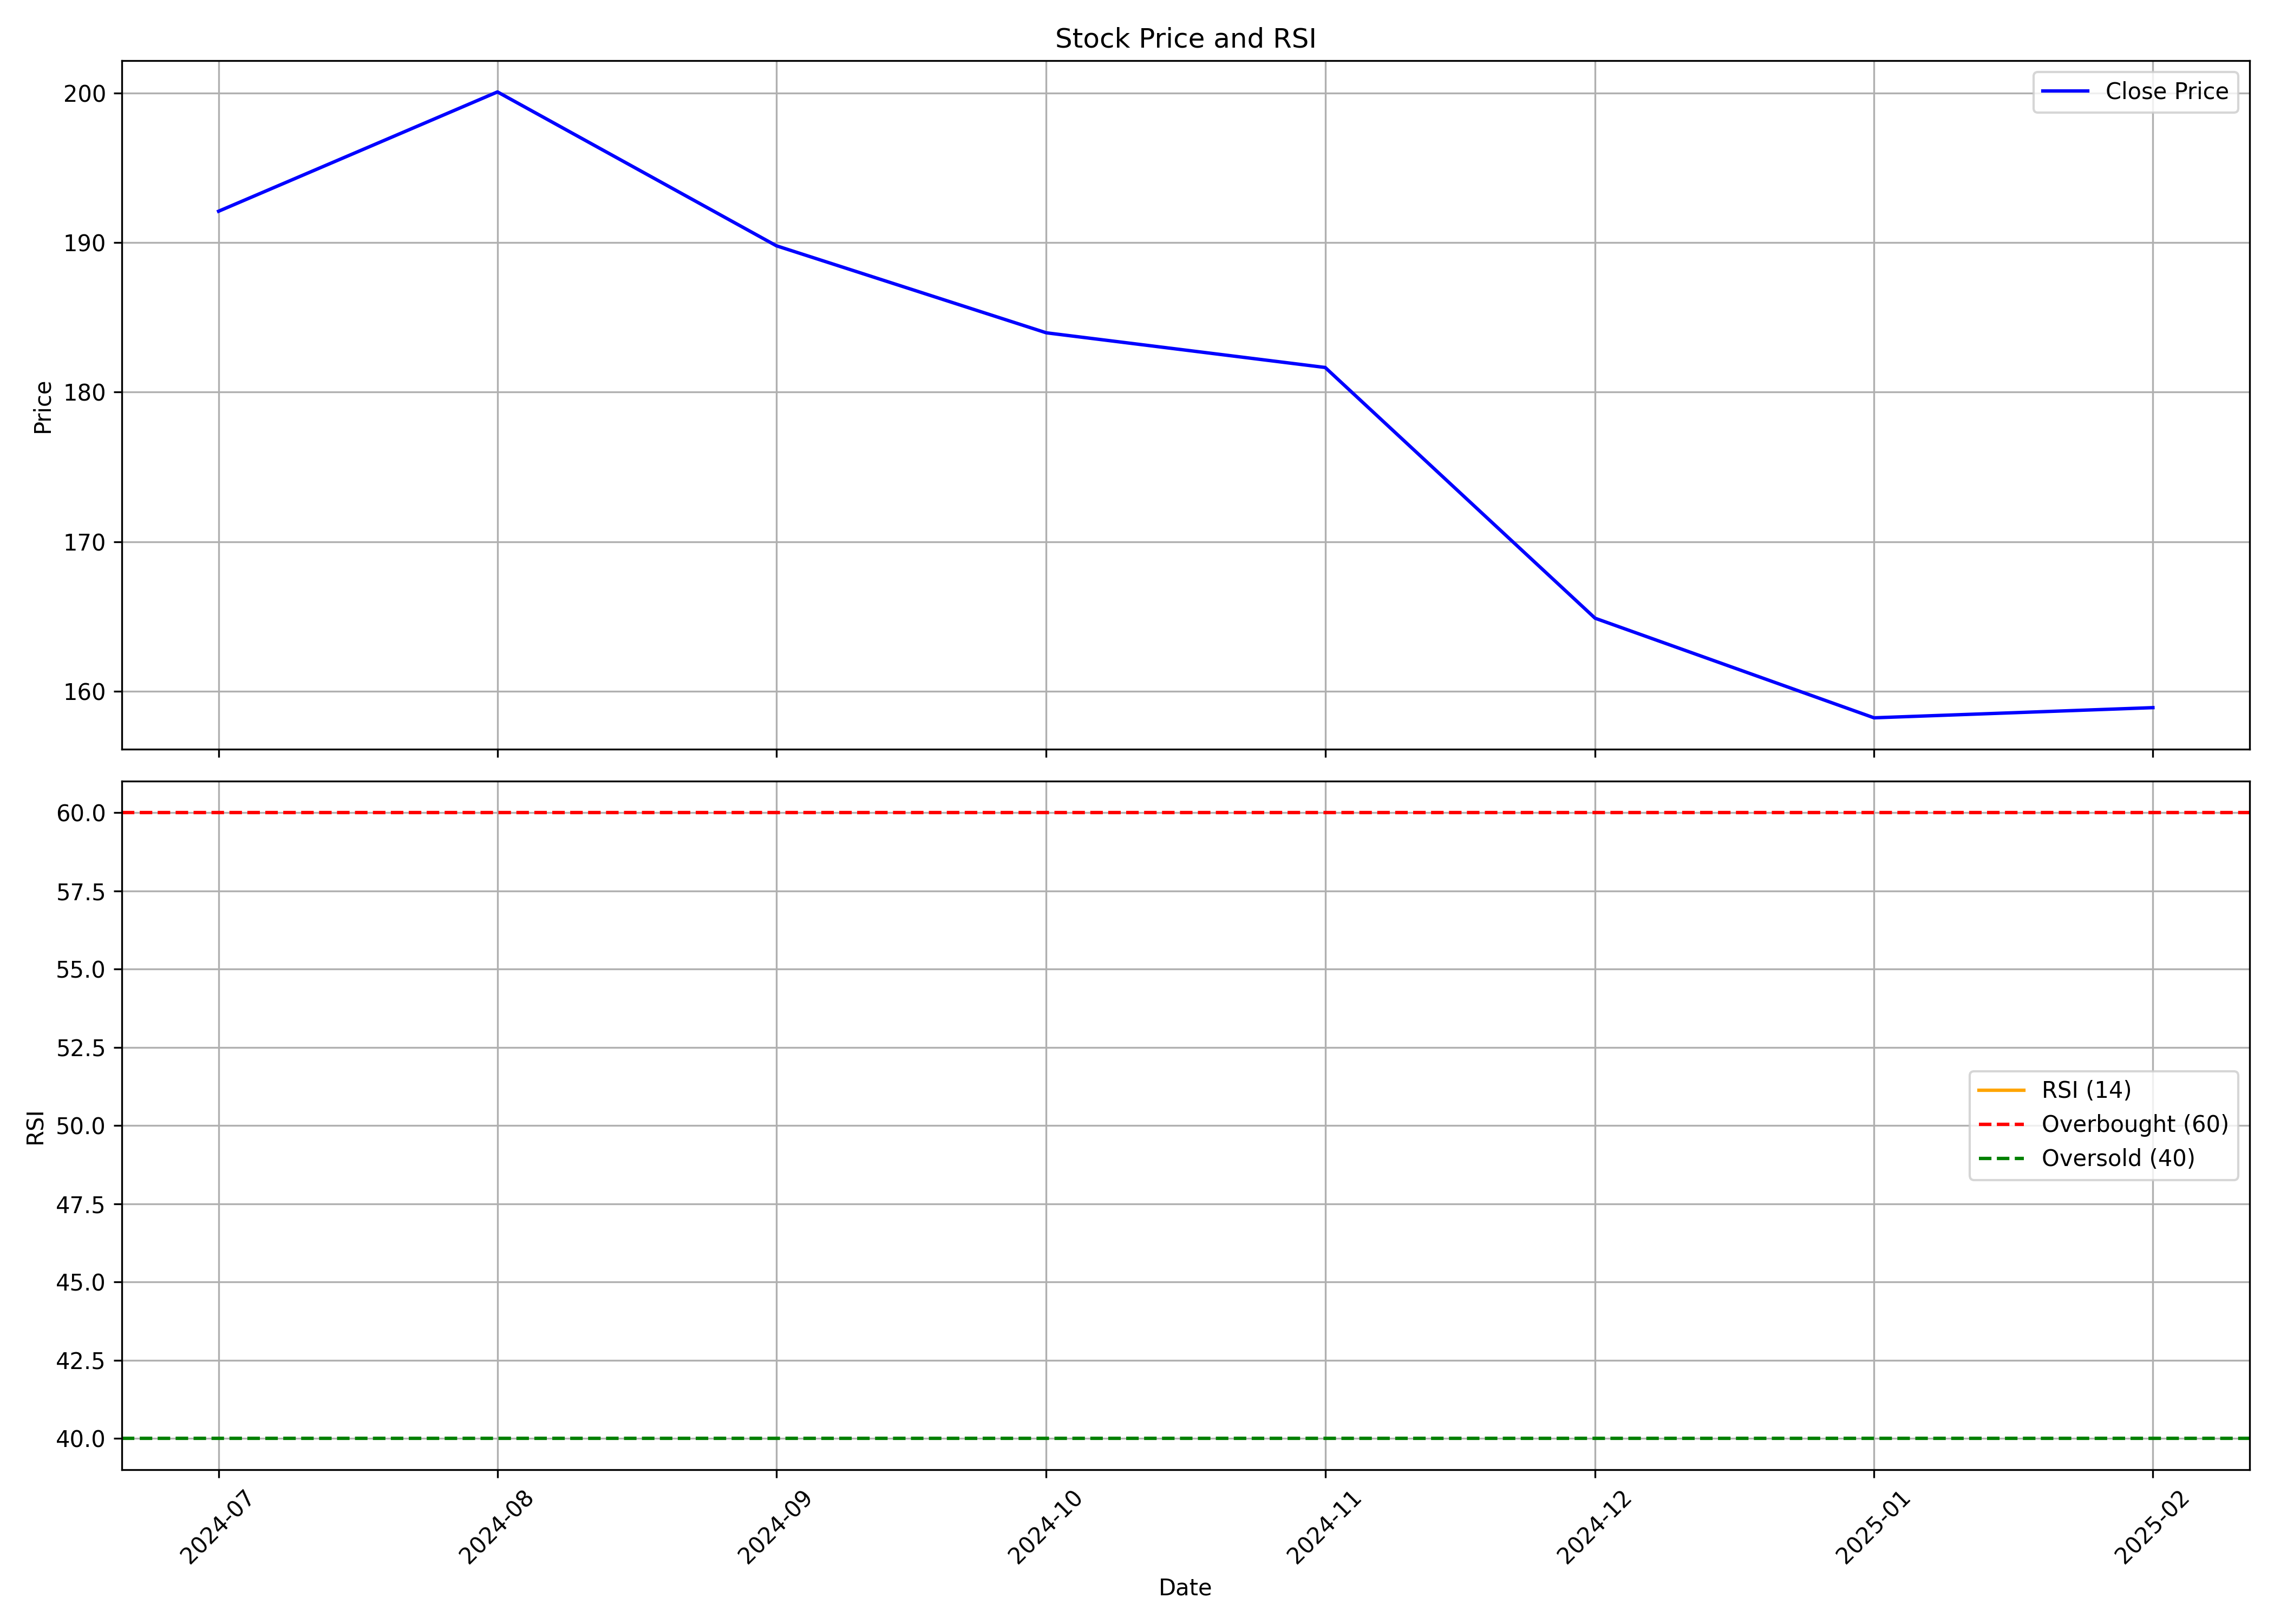 Stock Price and RSI
Close Price
Price
200
190
180
170
160
RSI
60.0
57.5
55.0
52.5
50.0
47.5
45.0
42.5
40.0
RSI (14)
Overbought (60)
Oversold (40)
2024-07
2024-08
2024-09
2024-10
2024-11
2024-12
2025-01
2025-02
Date